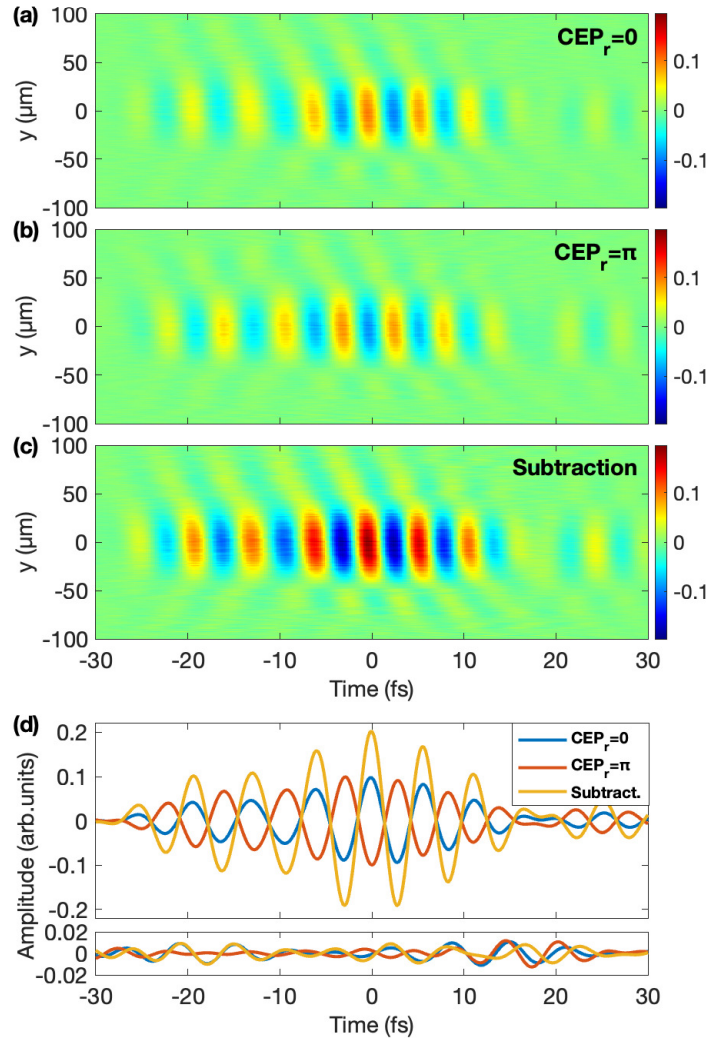 (a)
CEPr=0
y (µm)
100
50
0
-50
-100
0.1
0
-0.1
(b)
CEPr=π
y (µm)
100
50
0
-50
-100
0.1
0
-0.1
(c)
Subtraction
y (µm)
100
50
0
-50
-100
0.1
0
-0.1
-30 -20 -10 0 10 20 30
Time (fs)
(d)
CEPr=0
CEPr=π
Subtract.
Amplitude (arb.units)
0.2
0.1
0
-0.1
-0.2
0.02
0
-0.02
-30 -20 -10 0 10 20 30
Time (fs)